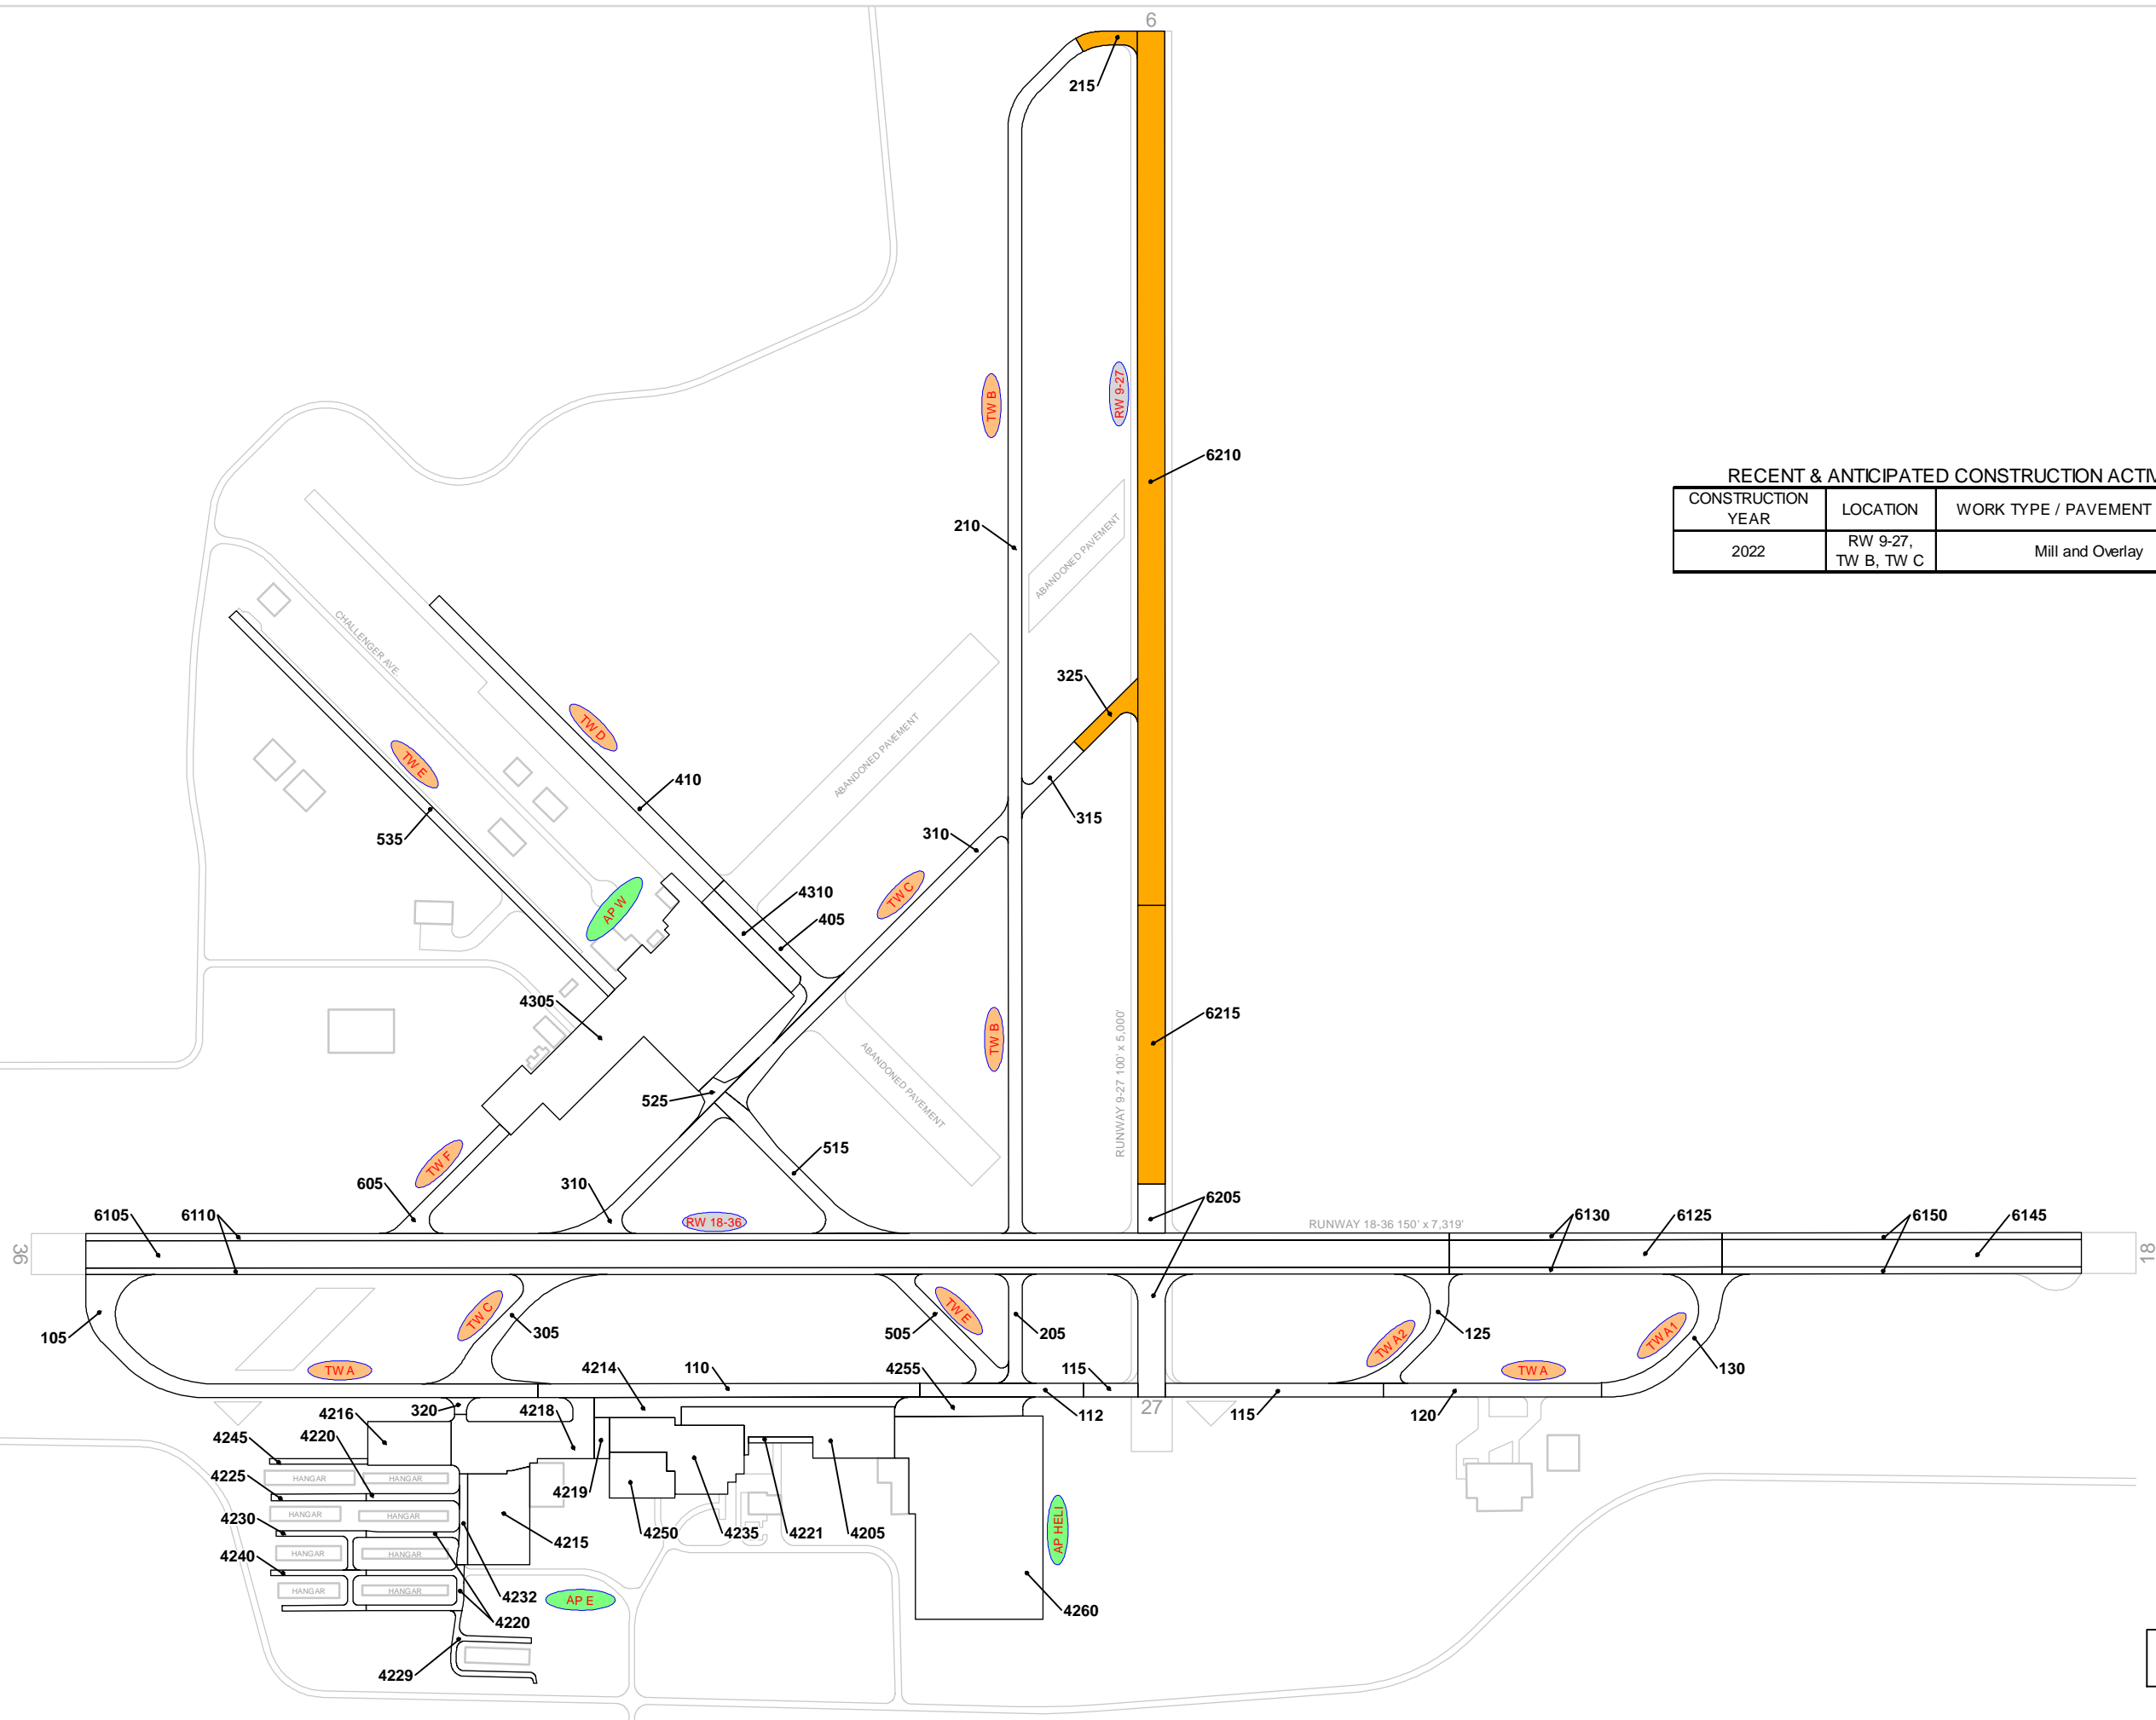 6
215
TW B
RW 9-27
6210
RECENT & ANTICIPATED CONSTRUCTION ACTIV
CONSTRUCTION YEAR
LOCATION
WORK TYPE / PAVEMENT
2022
RW 9-27,
TW B, TW C
Mill and Overlay
210
ABANDONED PAVEMENT
CHALLENGER AVE.
325
TW D
TW E
410
ABANDONED PAVEMENT
535
315
310
TW C
AP W
4310
405
4305
6215
TW B
RUNWAY 9-27 100' x 5,000'
ABANDONED PAVEMENT
525
515
TW F
605
310
6205
6105
6110
RW 18-36
RUNWAY 18-36 150' x 7,319'
6130
6125
6150
6145
36
18
105
TW C
305
505
TW E
205
TW A2
125
TW A1
130
TW A
4214
110
4255
115
TW A
320
4218
4216
112
27
115
120
4245
4220
4225
HANGAR
HANGAR
4219
4230
HANGAR
HANGAR
4250
4235
4221
4205
AP HELI
4215
4240
HANGAR
HANGAR
HANGAR
HANGAR
4232
AP E
4220
4260
4229